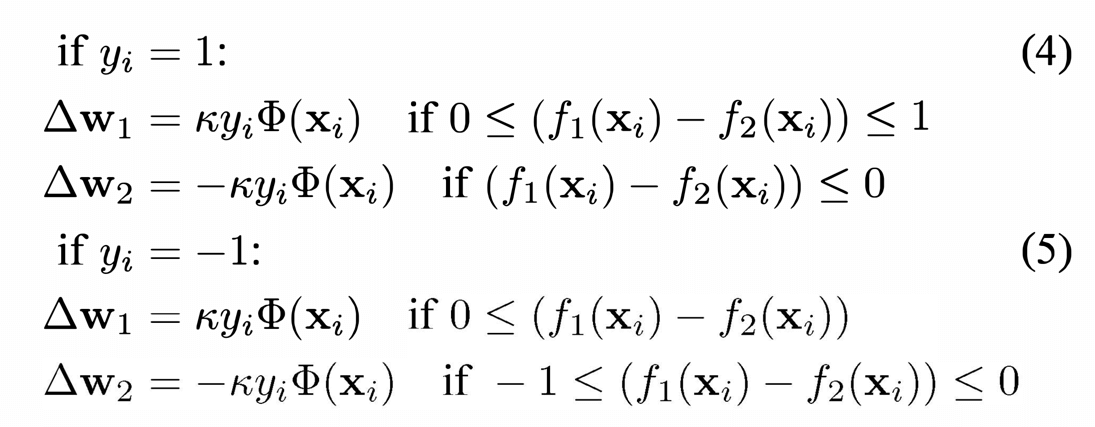 if yᵢ = 1: (4)
Δw₁ = κyᵢΦ(xᵢ) if 0 ≤ (f₁(xᵢ) − f₂(xᵢ)) ≤ 1
Δw₂ = −κyᵢΦ(xᵢ) if (f₁(xᵢ) − f₂(xᵢ)) ≤ 0
if yᵢ = −1: (5)
Δw₁ = κyᵢΦ(xᵢ) if 0 ≤ (f₁(xᵢ) − f₂(xᵢ))
Δw₂ = −κyᵢΦ(xᵢ) if −1 ≤ (f₁(xᵢ) − f₂(xᵢ)) ≤ 0